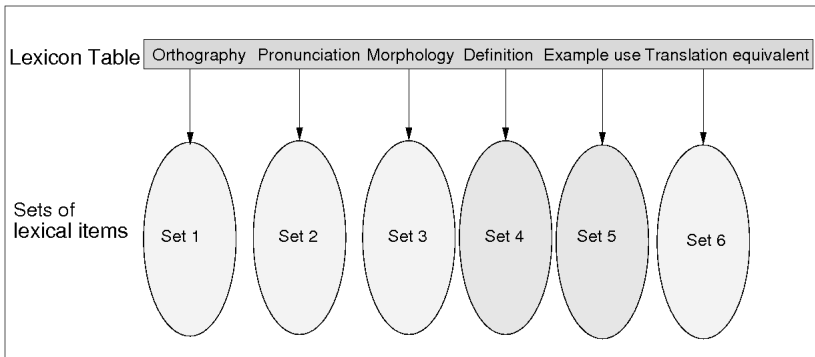 Lexicon Table Orthography Pronunciation Morphology Definition Example use Translation equivalent
Sets of
lexical items
Set 1 Set 2 Set 3 Set 4 Set 5 Set 6